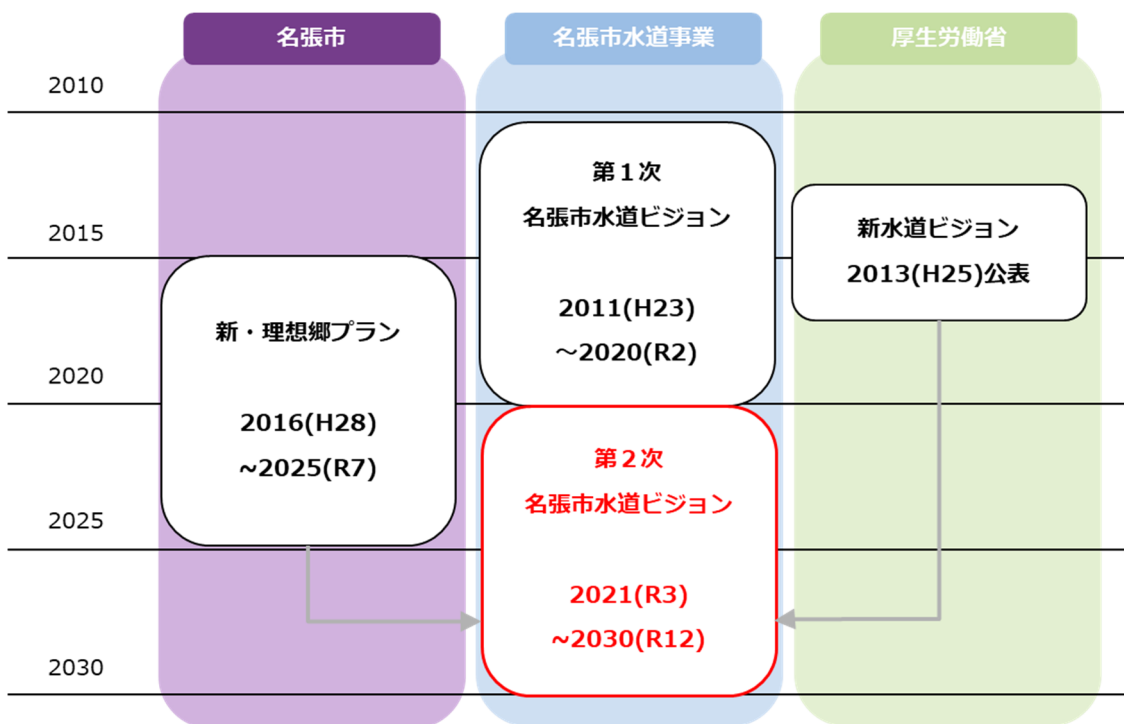 名張市
名張市水道事業
厚生労働省
2010
2015
2020
2025
2030
新・理想郷プラン
2016(H28)
~2025(R7)
第１次
名張市水道ビジョン
2011(H23)
～2020(R2)
第２次
名張市水道ビジョン
2021(R3)
~2030(R12)
新水道ビジョン
2013(H25)公表